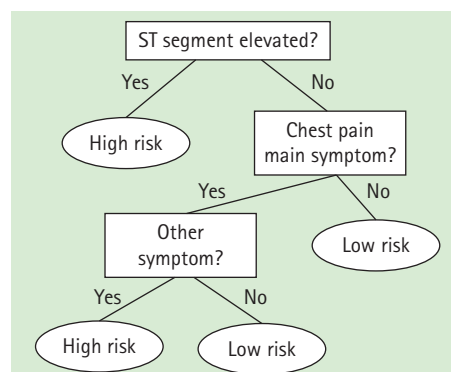 ST segment elevated?
Yes
No
High risk
Chest pain
main symptom?
Yes
No
Other
symptom?
Low risk
Yes
No
High risk
Low risk